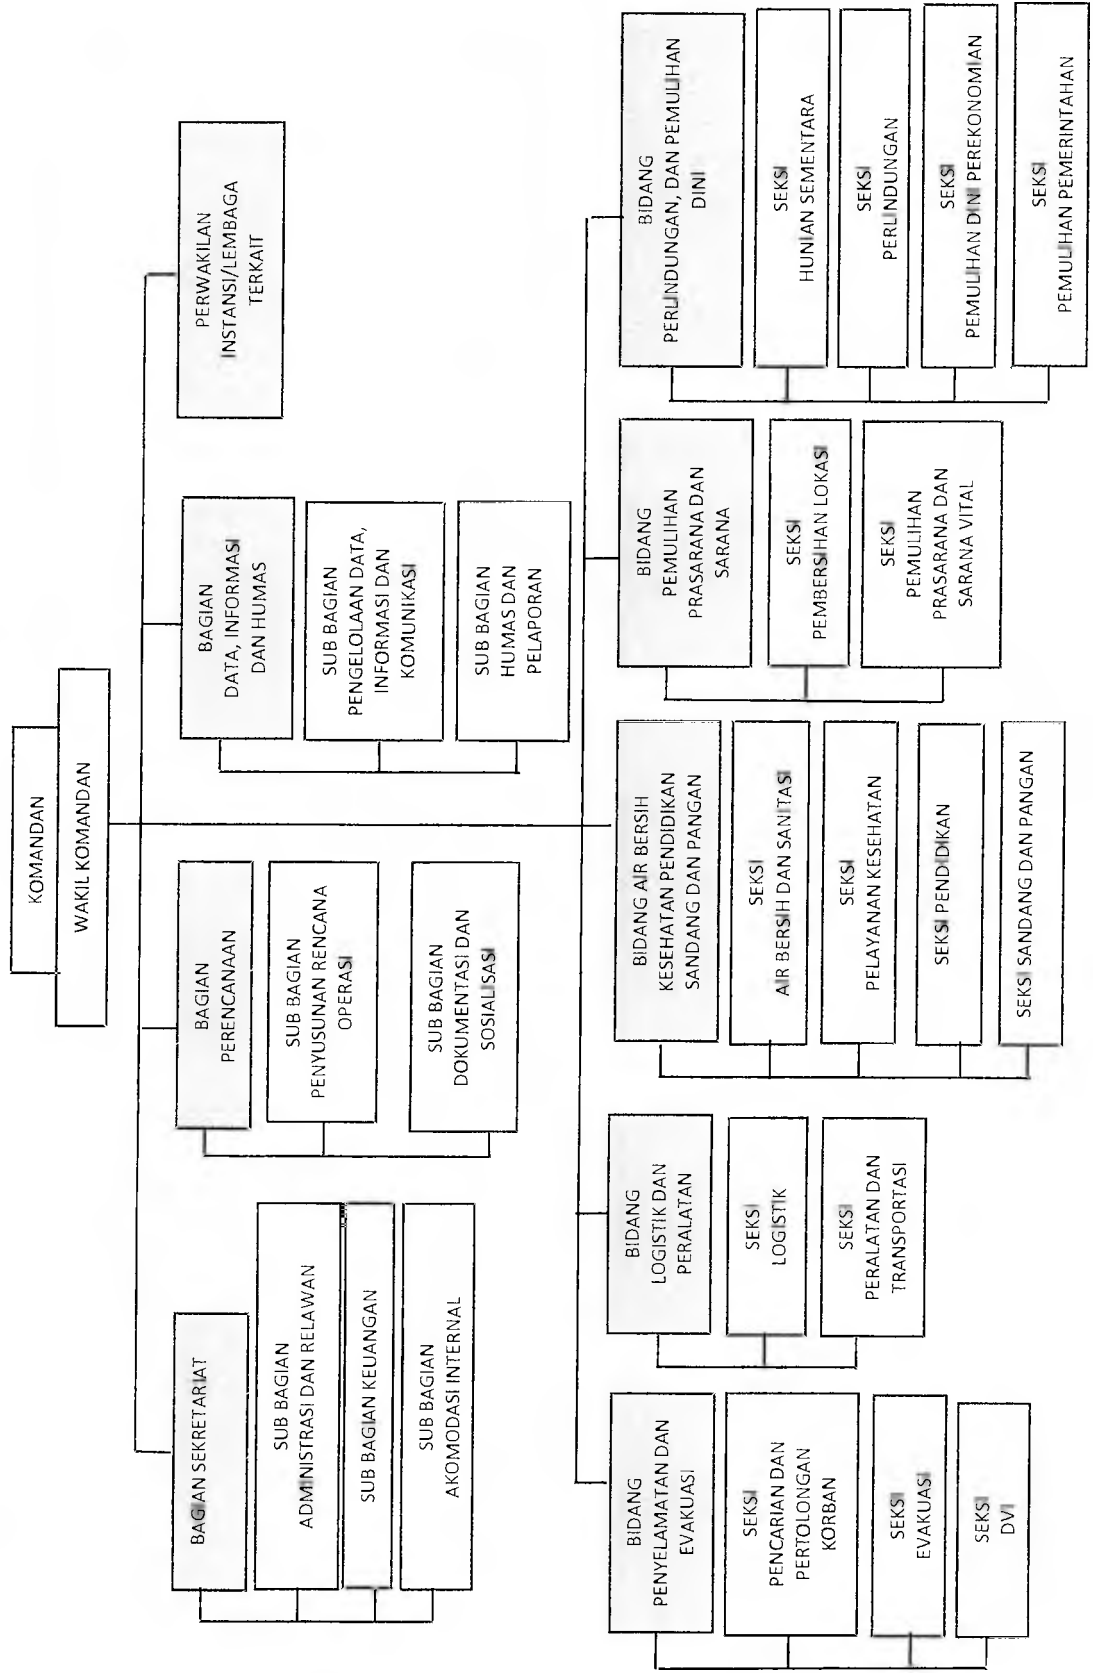 KOMANDAN
WAKIL KOMANDAN
BAGIAN SEKRETARIAT
SUB BAGIAN
ADMINISTRASI DAN RELAWAN
SUB BAGIAN KEUANGAN
SUB BAGIAN
AKOMODASI INTERNAL
BAGIAN
PERENCANAAN
SUB BAGIAN
PENYUSUNAN RENCANA
OPERASI
SUB BAGIAN
DOKUMENTASI DAN
SOSIALISASI
BAGIAN
DATA, INFORMASI
DAN HUMAS
SUB BAGIAN
PENGELOLAAN DATA,
INFORMASI DAN
KOMUNIKASI
SUB BAGIAN
HUMAS DAN
PELAPORAN
PERWAKILAN
INSTANSI/LEMBAGA
TERKAIT
BIDANG
PENYELAMATAN DAN
EVAKUASI
SEKSI
PENCARIAN DAN
PERTOLONGAN
KORBAN
SEKSI
EVAKUASI
SEKSI
DVI
BIDANG
LOGISTIK DAN
PERALATAN
SEKSI
LOGISTIK
SEKSI
PERALATAN DAN
TRANSPORTASI
BIDANG AIR BERSIH
KESEHATAN PENDIDIKAN
SANDANG DAN PANGAN
SEKSI
AIR BERSIH DAN SANITASI
SEKSI
PELAYANAN KESEHATAN
SEKSI PENDIDIKAN
SEKSI SANDANG DAN PANGAN
BIDANG
PEMULIHAN
PRASARANA DAN
SARANA
SEKSI
PEMBERSIHAN LOKASI
SEKSI
PEMULIHAN
PRASARANA DAN
SARANA VITAL
BIDANG
PERLINDUNGAN, DAN PEMULIHAN
DINI
SEKSI
HUNIAN SEMENTARA
SEKSI
PERLINDUNGAN
SEKSI
PEMULIHAN DINI PEREKONOMIAN
SEKSI
PEMULIHAN PEMERINTAHAN